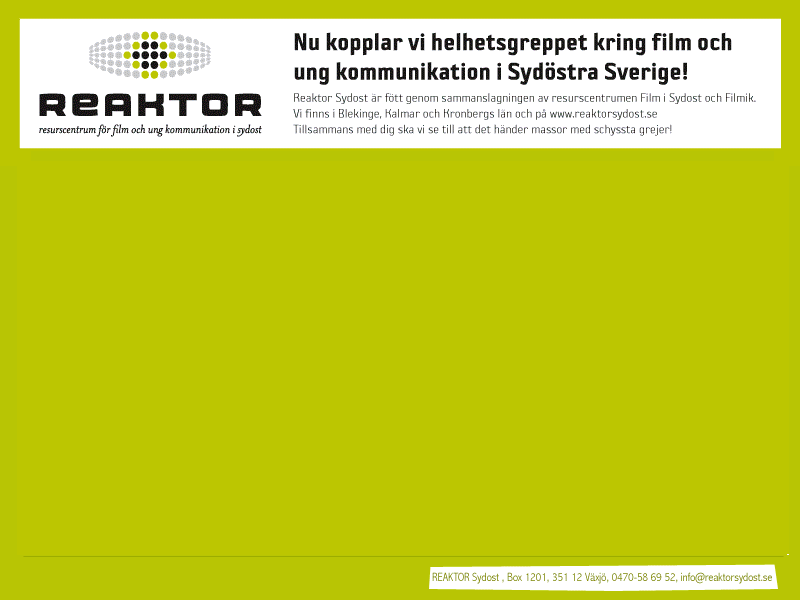 REAKTOR
resurscentrum för film och ung kommunikation i sydost
Nu kopplar vi helhetsgreppet kring film och
ung kommunikation i Sydöstra Sverige!
Reaktor Sydost är fött genom sammanslagningen av resurscentrumen Film i Sydost och Filmik.
Vi finns i Blekinge, Kalmar och Kronbergs län och på www.reaktorsydost.se
Tillsammans med dig ska vi se till att det händer massor med schyssta grejer!
REAKTOR Sydost , Box 1201, 351 12 Växjö, 0470-58 69 52, info@reaktorsydost.se